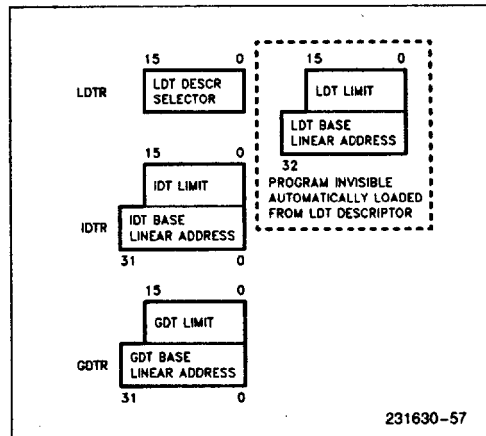 15 0
LDTR
LDT DESCR
SELECTOR
15 0
LDT LIMIT
LDT BASE
LINEAR ADDRESS
32
PROGRAM INVISIBLE
AUTOMATICALLY LOADED
FROM LDT DESCRIPTOR
15 0
IDT LIMIT
IDTR
IDT BASE
LINEAR ADDRESS
31 0
15 0
GDT LIMIT
GDTR
GDT BASE
LINEAR ADDRESS
31 0
231630-57